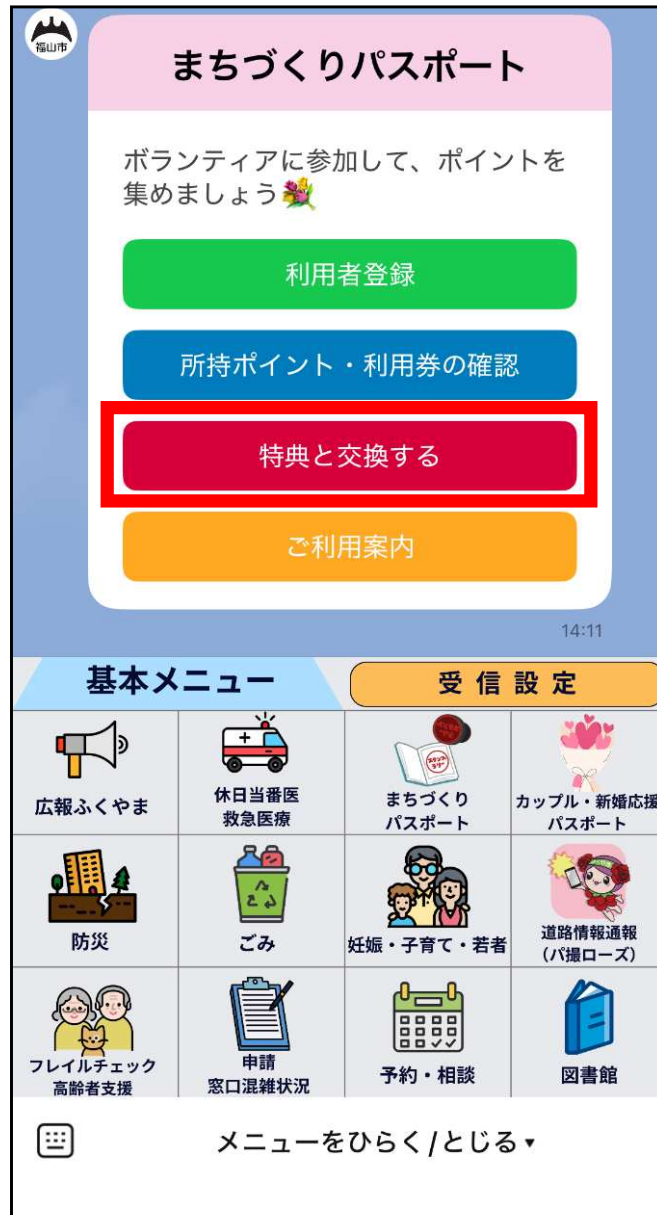 福山市
まちづくりパスポート
ボランティアに参加して、ポイントを
集めましょう💐
利用者登録
所持ポイント・利用券の確認
特典と交換する
ご利用案内
14:11
基本メニュー
受信設定
広報ふくやま
休日当番医
救急医療
まちづくり
パスポート
カップル・新婚応援
パスポート
防災
ごみ
妊娠・子育て・若者
道路情報通報
（パ撮ローズ）
フレイルチェック
高齢者支援
申請
窓口混雑状況
予約・相談
図書館
メニューをひらく/とじる▼